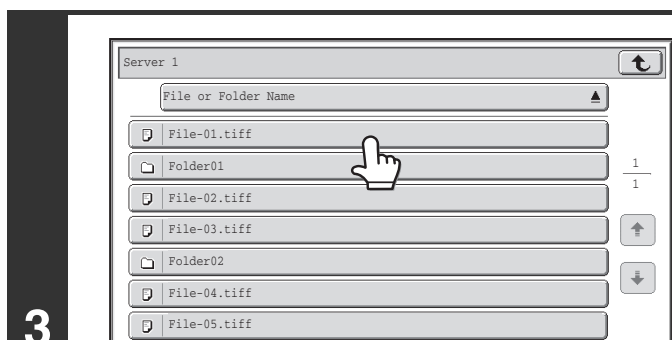 Server 1
File or Folder Name
File-01.tiff
Folder01
1
1
File-02.tiff
File-03.tiff
Folder02
File-04.tiff
3
File-05.tiff